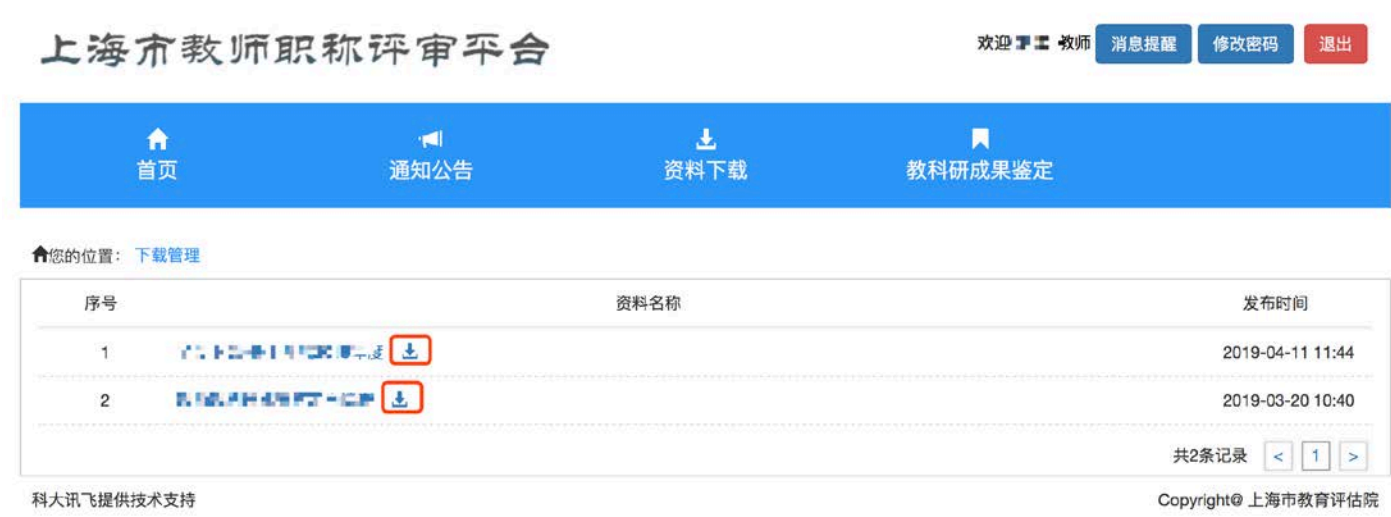 上海市教师职称评审平台
欢迎 教师 消息提醒 修改密码 退出
首页 通知公告 资料下载 教科研成果鉴定
您的位置： 下载管理
序号 资料名称 发布时间
1 度 2019-04-11 11:44
2 2019-03-20 10:40
共2条记录 < 1 >
科大讯飞提供技术支持 Copyright@ 上海市教育评估院